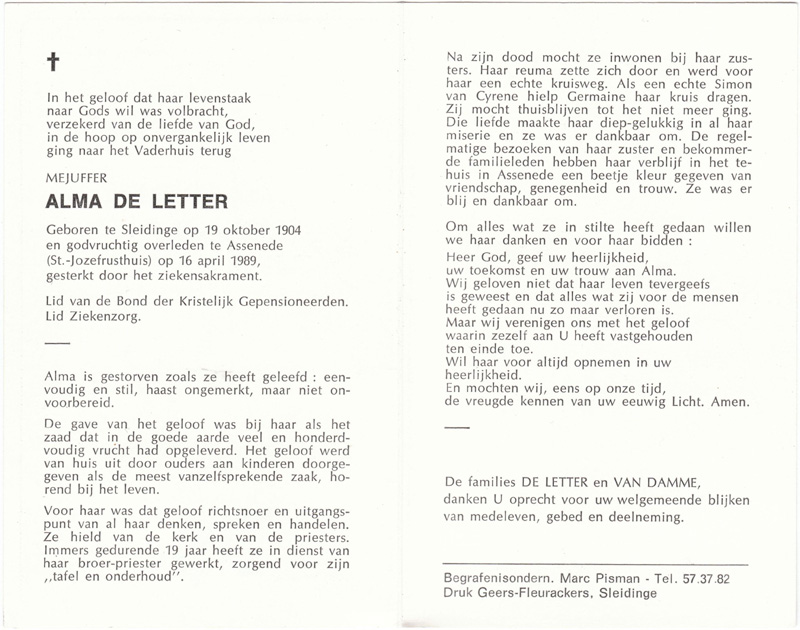 In het geloof dat haar levenstaak
naar Gods wil was volbracht,
verzekerd van de liefde van God,
in de hoop op onvergankelijk leven
ging naar het Vaderhuis terug
MEJUFFER
ALMA DE LETTER
Geboren te Sleidinge op 19 oktober 1904
en godvruchtig overleden te Assenede
(St.-Jozefrusthuis) op 16 april 1989,
gesterkt door het ziekensakrament.
Lid van de Bond der Kristelijk Gepensioneerden.
Lid Ziekenzorg.
Alma is gestorven zoals ze heeft geleefd : een-
voudig en stil, haast ongemerkt, maar niet on-
voorbereid.
De gave van het geloof was bij haar als het
zaad dat in de goede aarde veel en honderd-
voudig vrucht had opgeleverd. Het geloof werd
van huis uit door ouders aan kinderen doorge-
geven als de meest vanzelfsprekende zaak, ho-
rend bij het leven.
Voor haar was dat geloof richtsnoer en uitgangs-
punt van al haar denken, spreken en handelen.
Ze hield van de kerk en van de priesters.
Immers gedurende 19 jaar heeft ze in dienst van
haar broer-priester gewerkt, zorgend voor zijn
,,tafel en onderhoud".
Na zijn dood mocht ze inwonen bij haar zus-
ters. Haar reuma zette zich door en werd voor
haar een echte kruisweg. Als een echte Simon
van Cyrene hielp Germaine haar kruis dragen.
Zij mocht thuisblijven tot het niet meer ging.
Die liefde maakte haar diep-gelukkig in al haar
miserie en ze was er dankbaar om. De regel-
matige bezoeken van haar zuster en bekommer-
de familieleden hebben haar verblijf in het te-
huis in Assenede een beetje kleur gegeven van
vriendschap, genegenheid en trouw. Ze was er
blij en dankbaar om.
Om alles wat ze in stilte heeft gedaan willen
we haar danken en voor haar bidden :
Heer God, geef uw heerlijkheid,
uw toekomst en uw trouw aan Alma.
Wij geloven niet dat haar leven tevergeefs
is geweest en dat alles wat zij voor de mensen
heeft gedaan nu zo maar verloren is.
Maar wij verenigen ons met het geloof
waarin zezelf aan U heeft vastgehouden
ten einde toe.
Wil haar voor altijd opnemen in uw
heerlijkheid.
En mochten wij, eens op onze tijd,
de vreugde kennen van uw eeuwig Licht. Amen.
De families DE LETTER en VAN DAMME,
danken U oprecht voor uw welgemeende blijken
van medeleven, gebed en deelneming.
Begrafenisondern. Marc Pisman - Tel. 57.37.82
Druk Geers-Fleurackers, Sleidinge